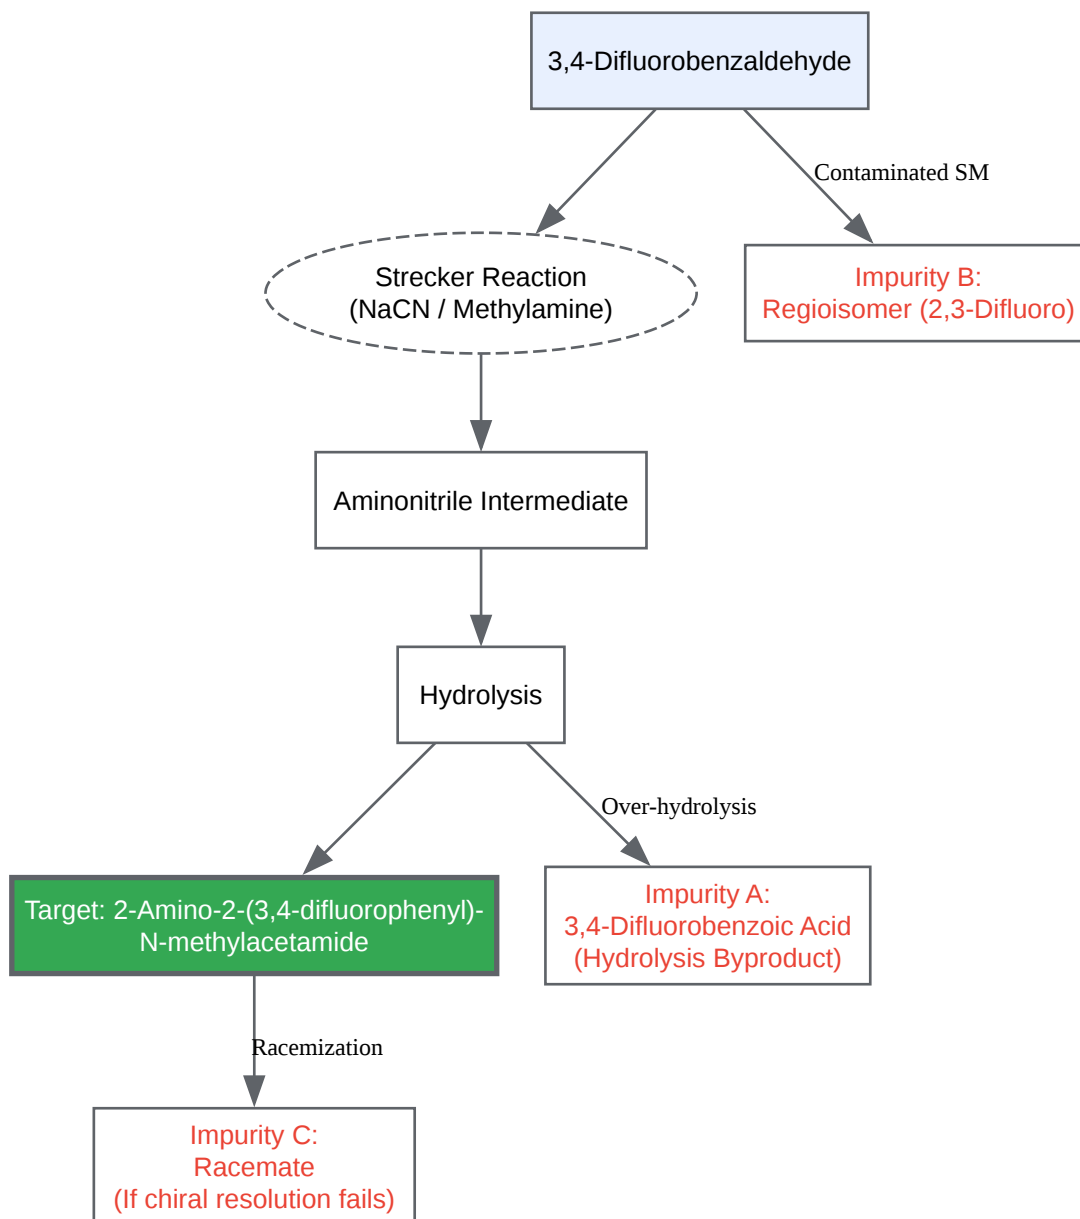 3,4-Difluorobenzaldehyde
Contaminated SM
Strecker Reaction
(NaCN / Methylamine)
Impurity B:
Regioisomer (2,3-Difluoro)
Aminonitrile Intermediate
Hydrolysis
Over-hydrolysis
Target: 2-Amino-2-(3,4-difluorophenyl)-
N-methylacetamide
Impurity A:
3,4-Difluorobenzoic Acid
(Hydrolysis Byproduct)
Racemization
Impurity C:
Racemate
(If chiral resolution fails)